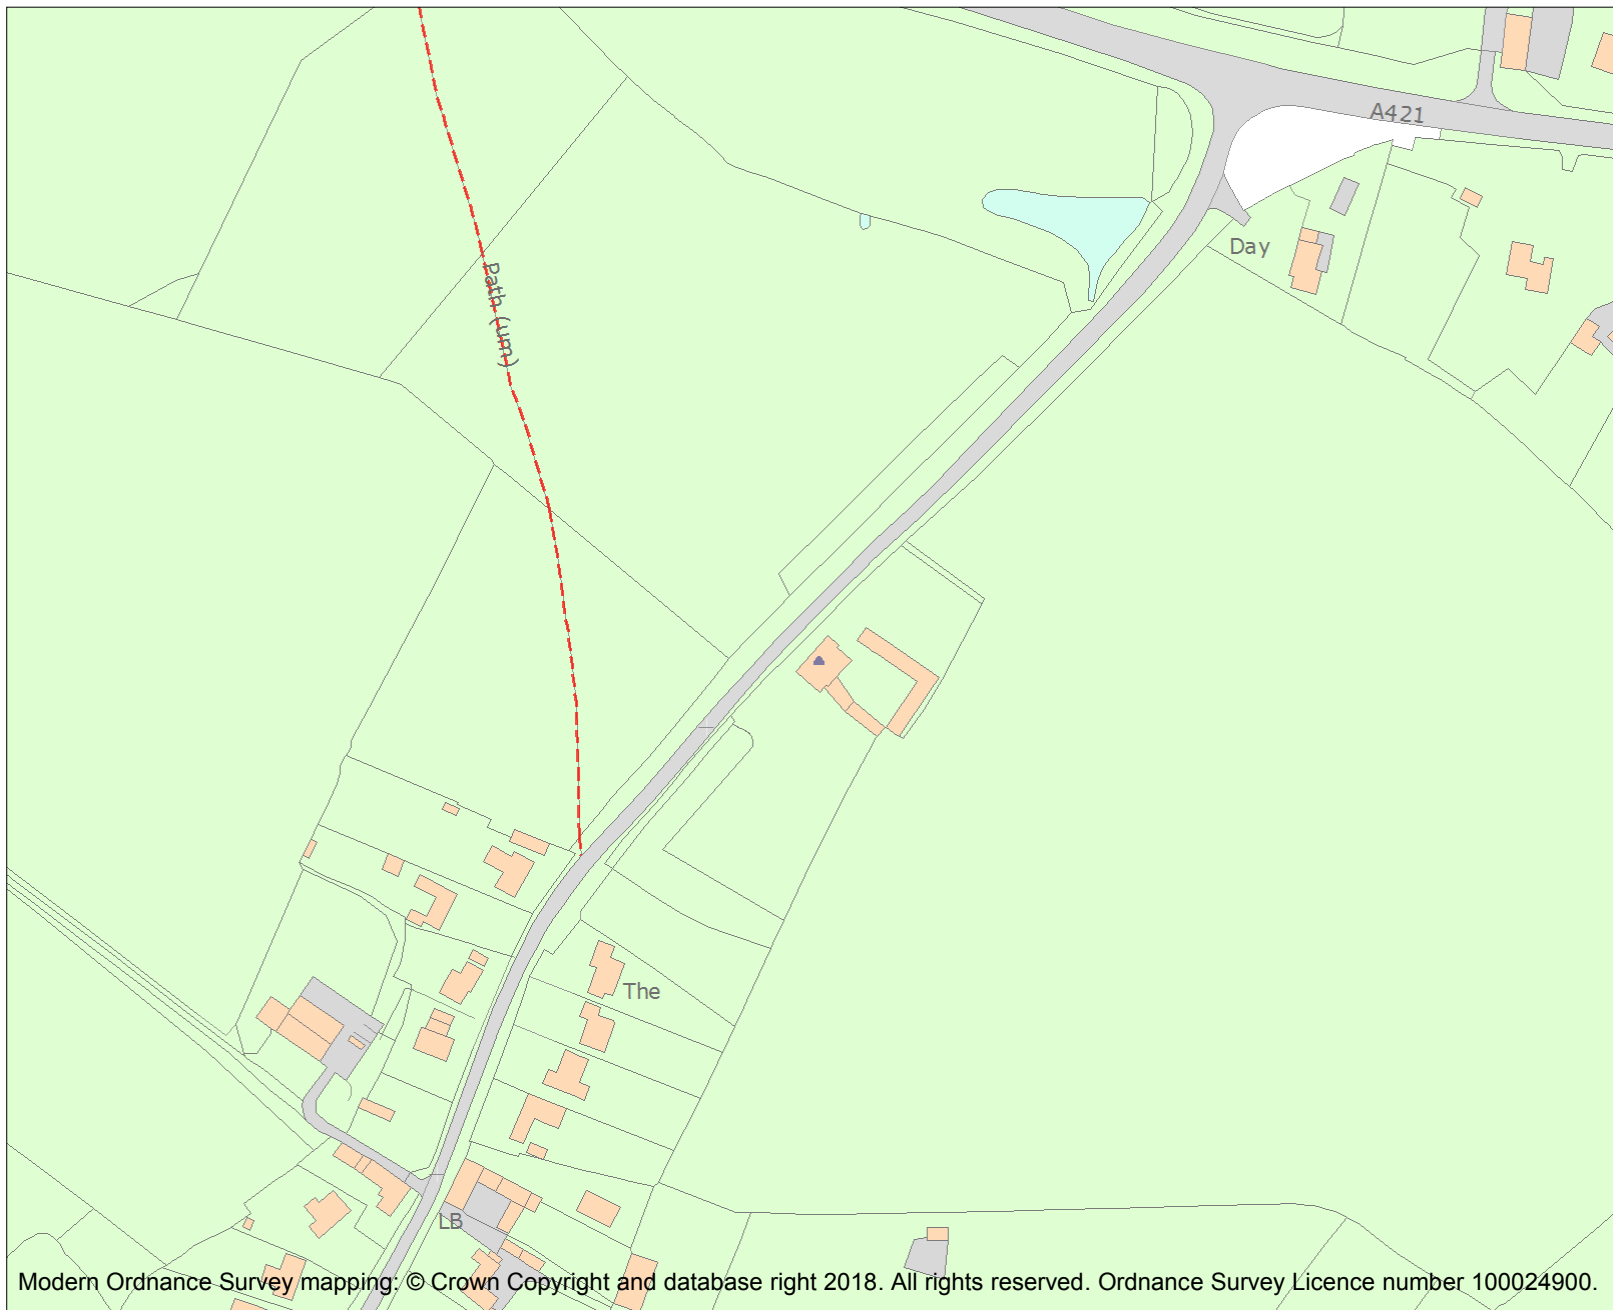 A421
Day
Path (um)
The
LB
Modern Ordnance Survey mapping: © Crown Copyright and database right 2018. All rights reserved. Ordnance Survey Licence number 100024900.